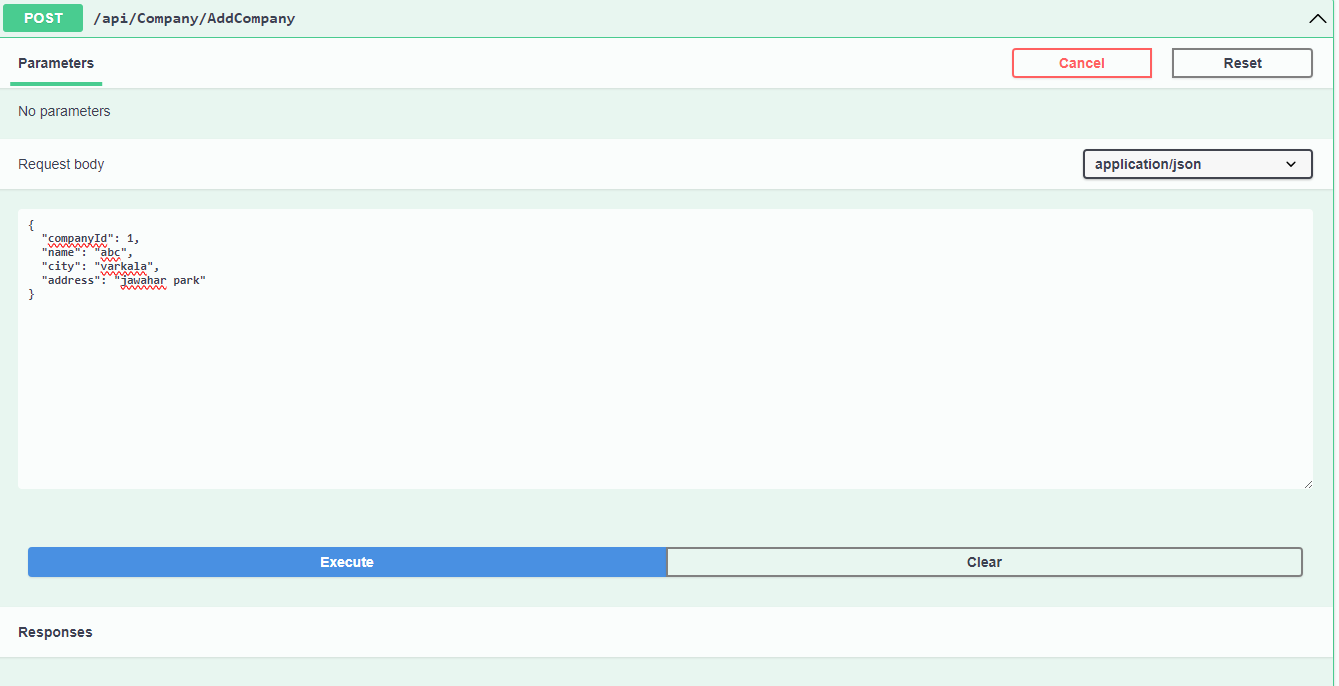 POST /api/Company/AddCompany
Parameters
Cancel
Reset
No parameters
Request body
application/json
{
"companyId": 1,
"name": "abc",
"city": "varkala",
"address": "jawahar park"
}
Execute
Clear
Responses